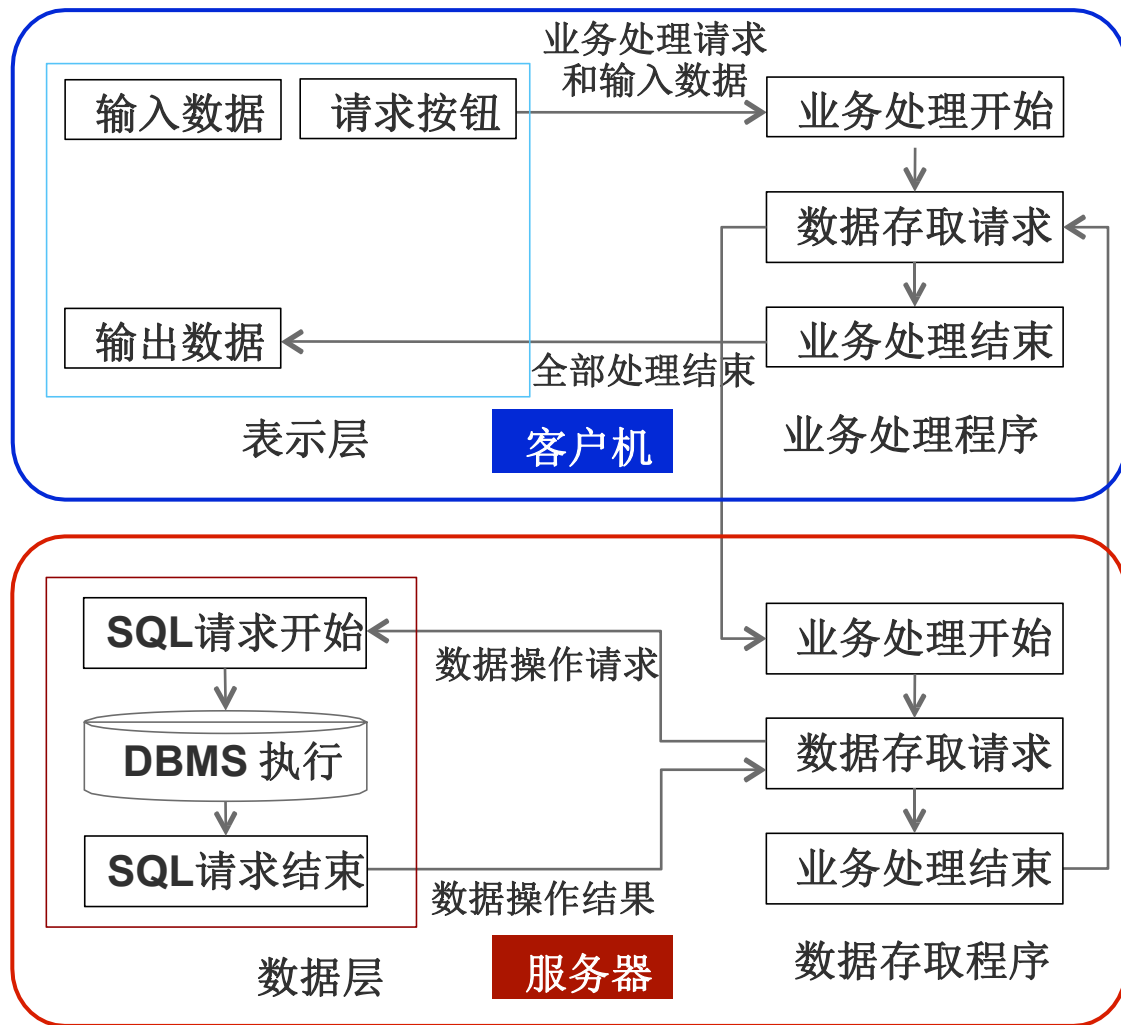 业务处理请求
和输入数据
输入数据
请求按钮
业务处理开始
数据存取请求
输出数据
业务处理结束
全部处理结束
表示层
客户机
业务处理程序
SQL请求开始
业务处理开始
数据操作请求
DBMS 执行
数据存取请求
SQL请求结束
业务处理结束
数据操作结果
数据层
服务器
数据存取程序